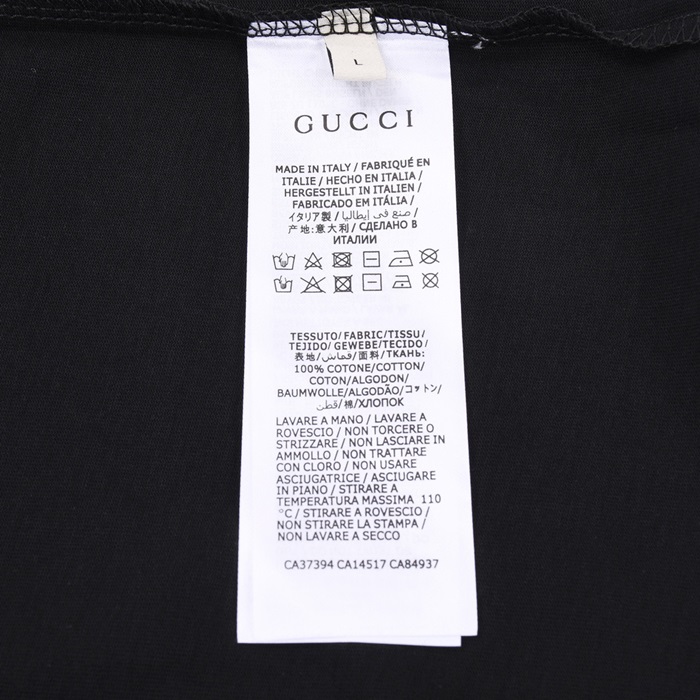 L
GUCCI
MADE IN ITALY / FABRIQUÉ EN
ITALIE / HECHO EN ITALIA /
HERGESTELLT IN ITALIEN /
FABRICADO EM ITÁLIA /
イタリア製 / صنع في إيطاليا /
产地:意大利 / СДЕЛАНО В
ИТАЛИИ
TESSUTO/ FABRIC/TISSU/
TEJIDO/ GEWEBE/TECIDO/
表地/قماش/面料/ТКАНЬ:
100% COTONE/COTTON/
COTON/ALGODON/
BAUMWOLLE/ALGODÃO/コットン/
قطن/棉/ХЛОПОК
LAVARE A MANO / LAVARE A
ROVESCIO / NON TORCERE O
STRIZZARE / NON LASCIARE IN
AMMOLLO / NON TRATTARE
CON CLORO / NON USARE
ASCIUGATRICE / ASCIUGARE
IN PIANO / STIRARE A
TEMPERATURA MASSIMA 110
°C / STIRARE A ROVESCIO /
NON STIRARE LA STAMPA /
NON LAVARE A SECCO
CA37394 CA14517 CA84937